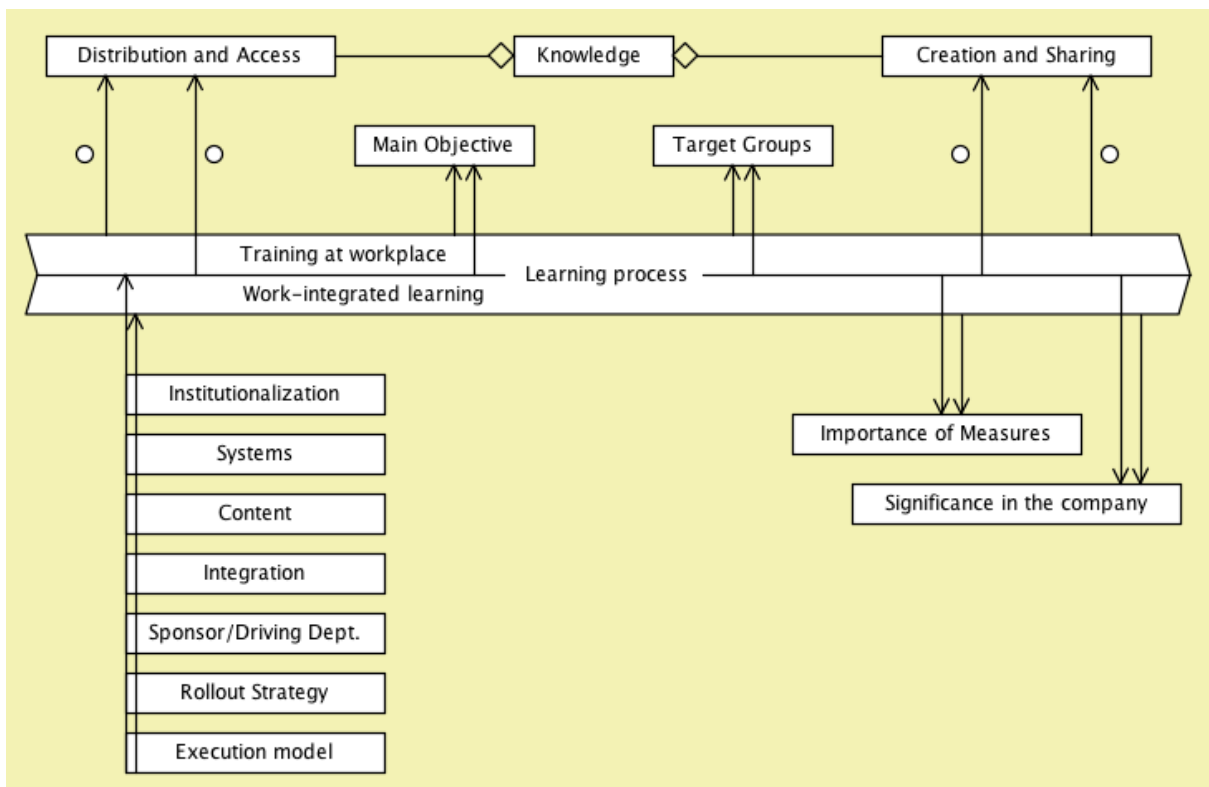 Distribution and Access
Knowledge
Creation and Sharing
Main Objective
Target Groups
Training at workplace
Learning process
Work-integrated learning
Institutionalization
Systems
Content
Integration
Sponsor/Driving Dept.
Rollout Strategy
Execution model
Importance of Measures
Significance in the company